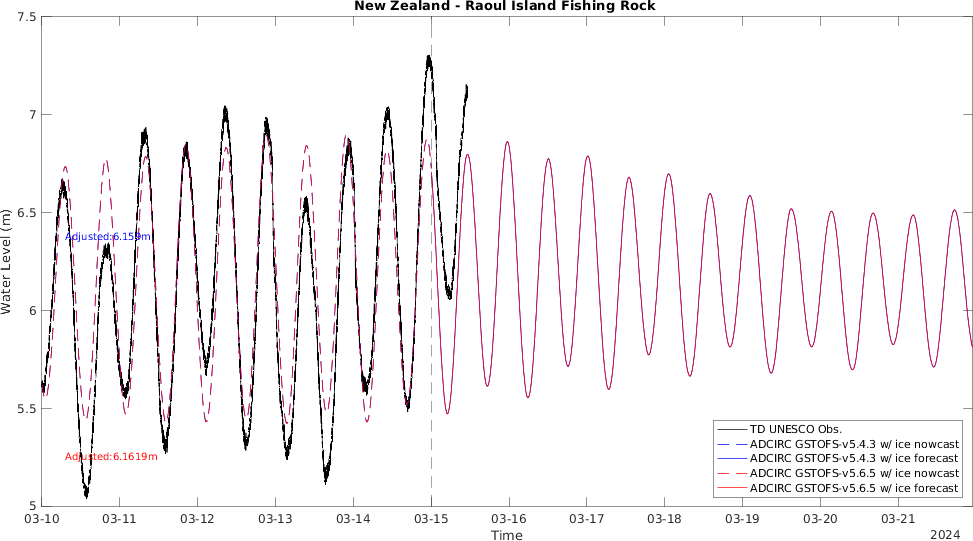 New Zealand - Raoul Island Fishing Rock
7.5
7
6.5
6
5.5
5
Water Level (m)
Adjusted:6.159m
Adjusted:6.1619m
TD UNESCO Obs.
ADCIRC GSTOFS-v5.4.3 w/ ice nowcast
ADCIRC GSTOFS-v5.4.3 w/ ice forecast
ADCIRC GSTOFS-v5.6.5 w/ ice nowcast
ADCIRC GSTOFS-v5.6.5 w/ ice forecast
03-10 03-11 03-12 03-13 03-14 03-15 03-16 03-17 03-18 03-19 03-20 03-21
Time
2024